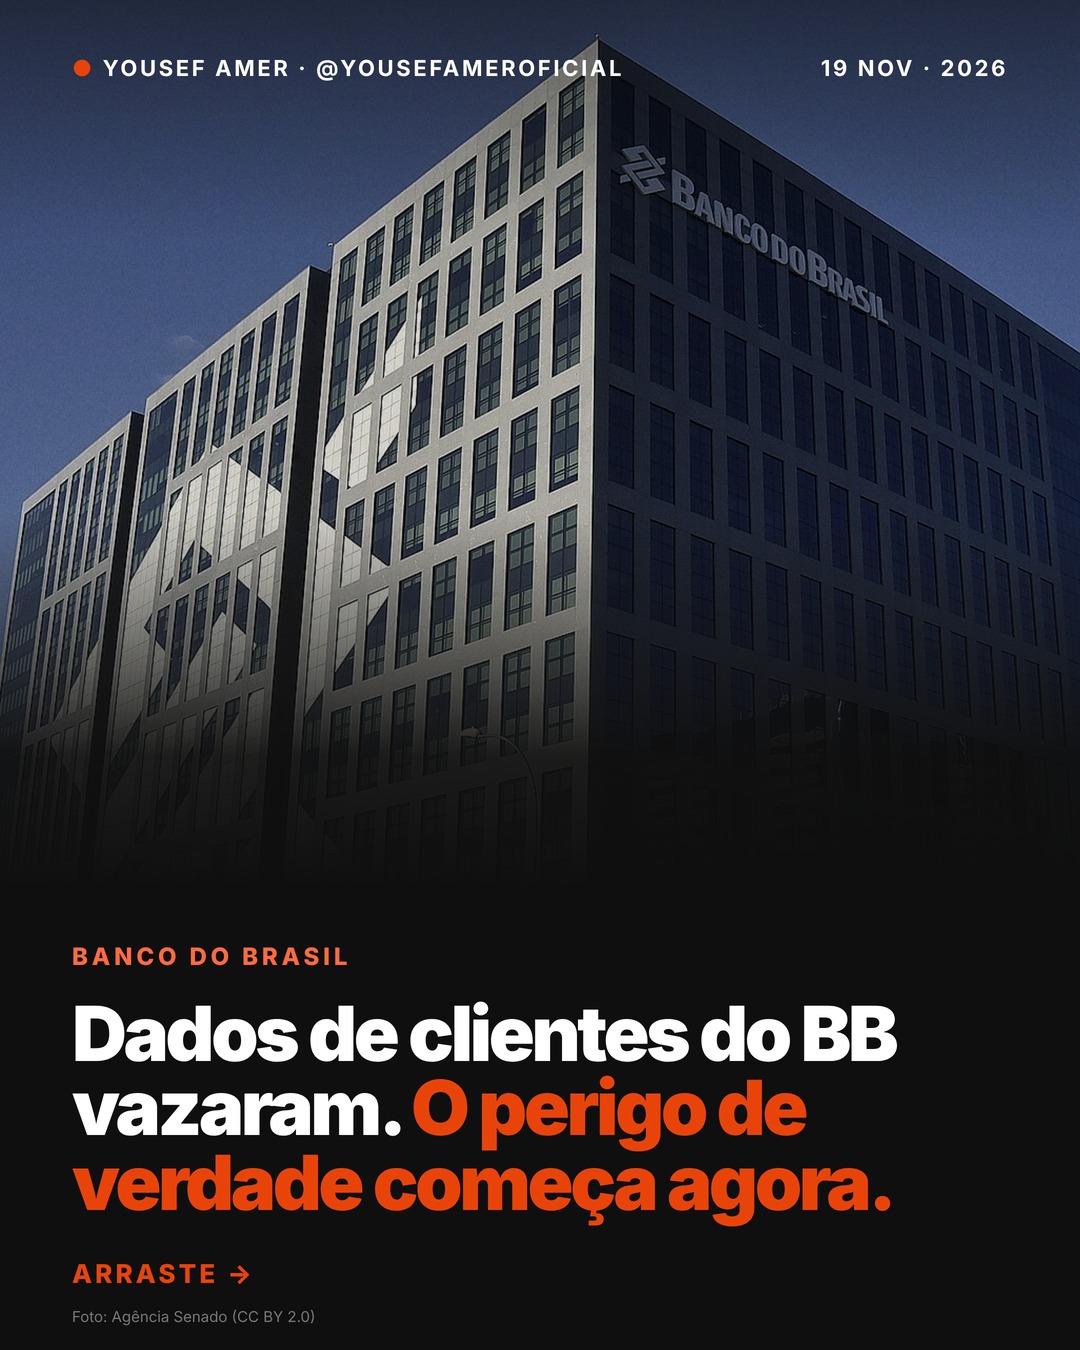 YOUSEF AMER · @YOUSEFAMEROFICIAL
19 NOV · 2026
BANCO DO BRASIL
BANCO DO BRASIL
Dados de clientes do BB
vazaram. O perigo de
verdade começa agora.
ARRASTE →
Foto: Agência Senado (CC BY 2.0)